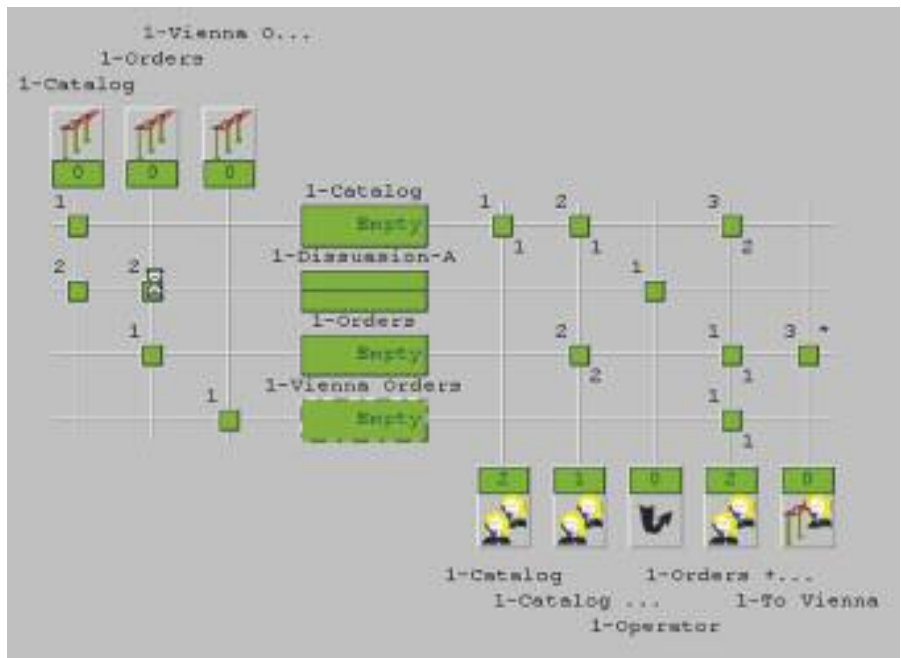 1-Vienna O...
1-Orders
1-Catalog
0 0 0
1-Catalog
1 Empty 1 2 3
1 1 2
1-Dissuasion-A
2 2 1
1-Orders
1 Empty 2 1 3 *
2 1
1-Vienna Orders
1 Empty 1
1
2 1 0 2 0
1-Catalog 1-Orders +...
1-Catalog ... 1-To Vienna
1-Operator